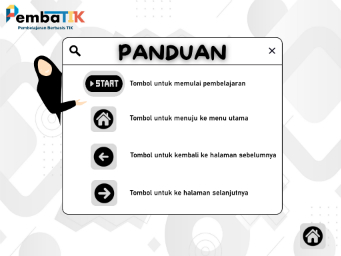 PembaTIK
Pembelajaran Berbasis TIK
PANDUAN
START
Tombol untuk memulai pembelajaran
Tombol untuk menuju ke menu utama
Tombol untuk kembali ke halaman sebelumnya
Tombol untuk ke halaman selanjutnya